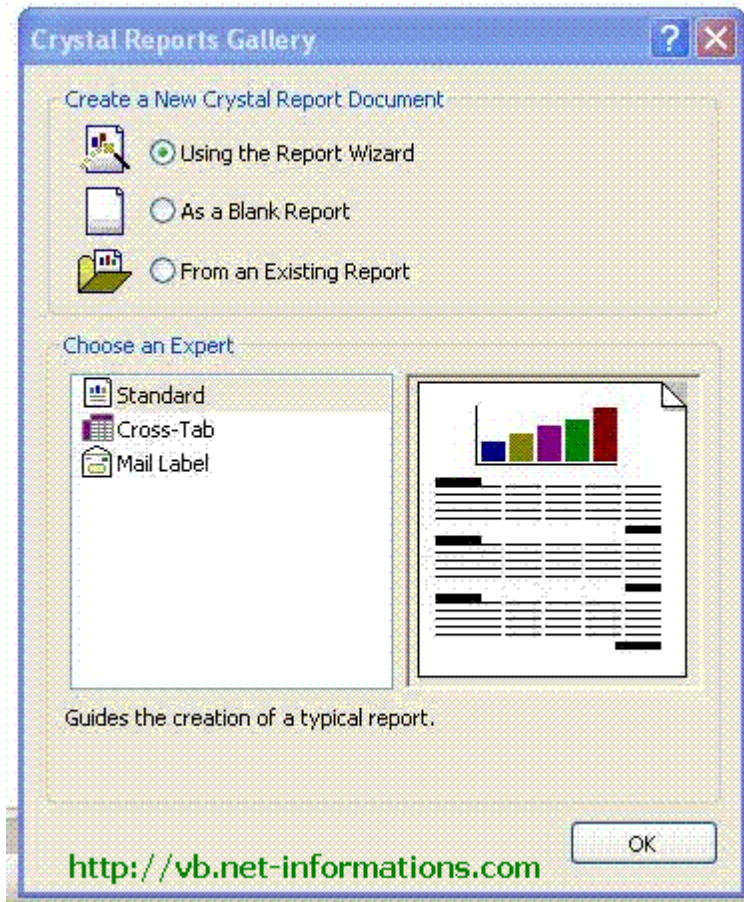 Crystal Reports Gallery
Create a New Crystal Report Document
Using the Report Wizard
As a Blank Report
From an Existing Report
Choose an Expert
Standard
Cross-Tab
Mail Label
Guides the creation of a typical report.
OK
http://vb.net-informations.com